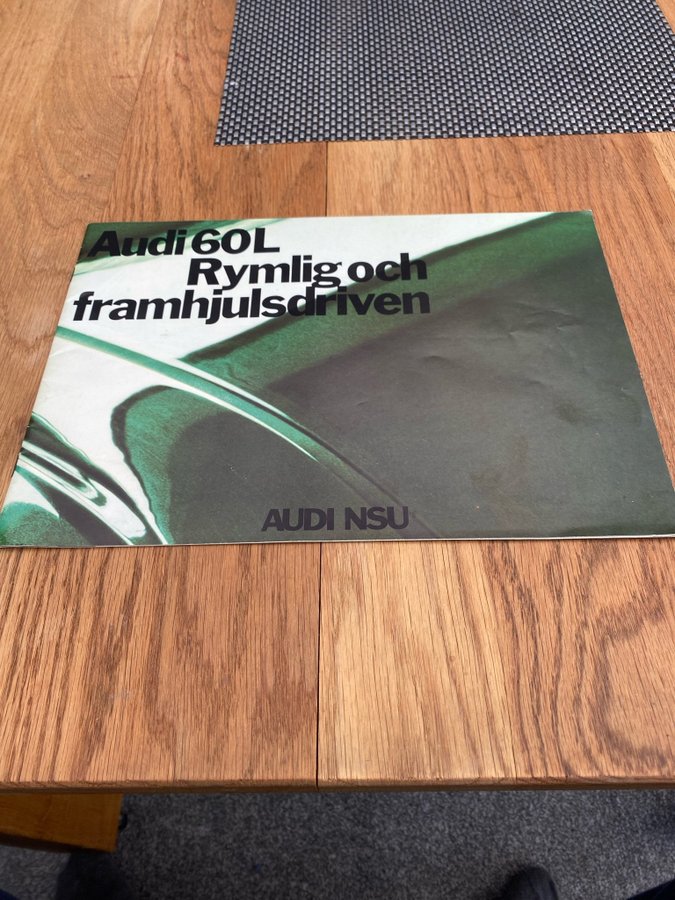 Audi 60L
Rymlig och
framhjulsdriven
AUDI NSU